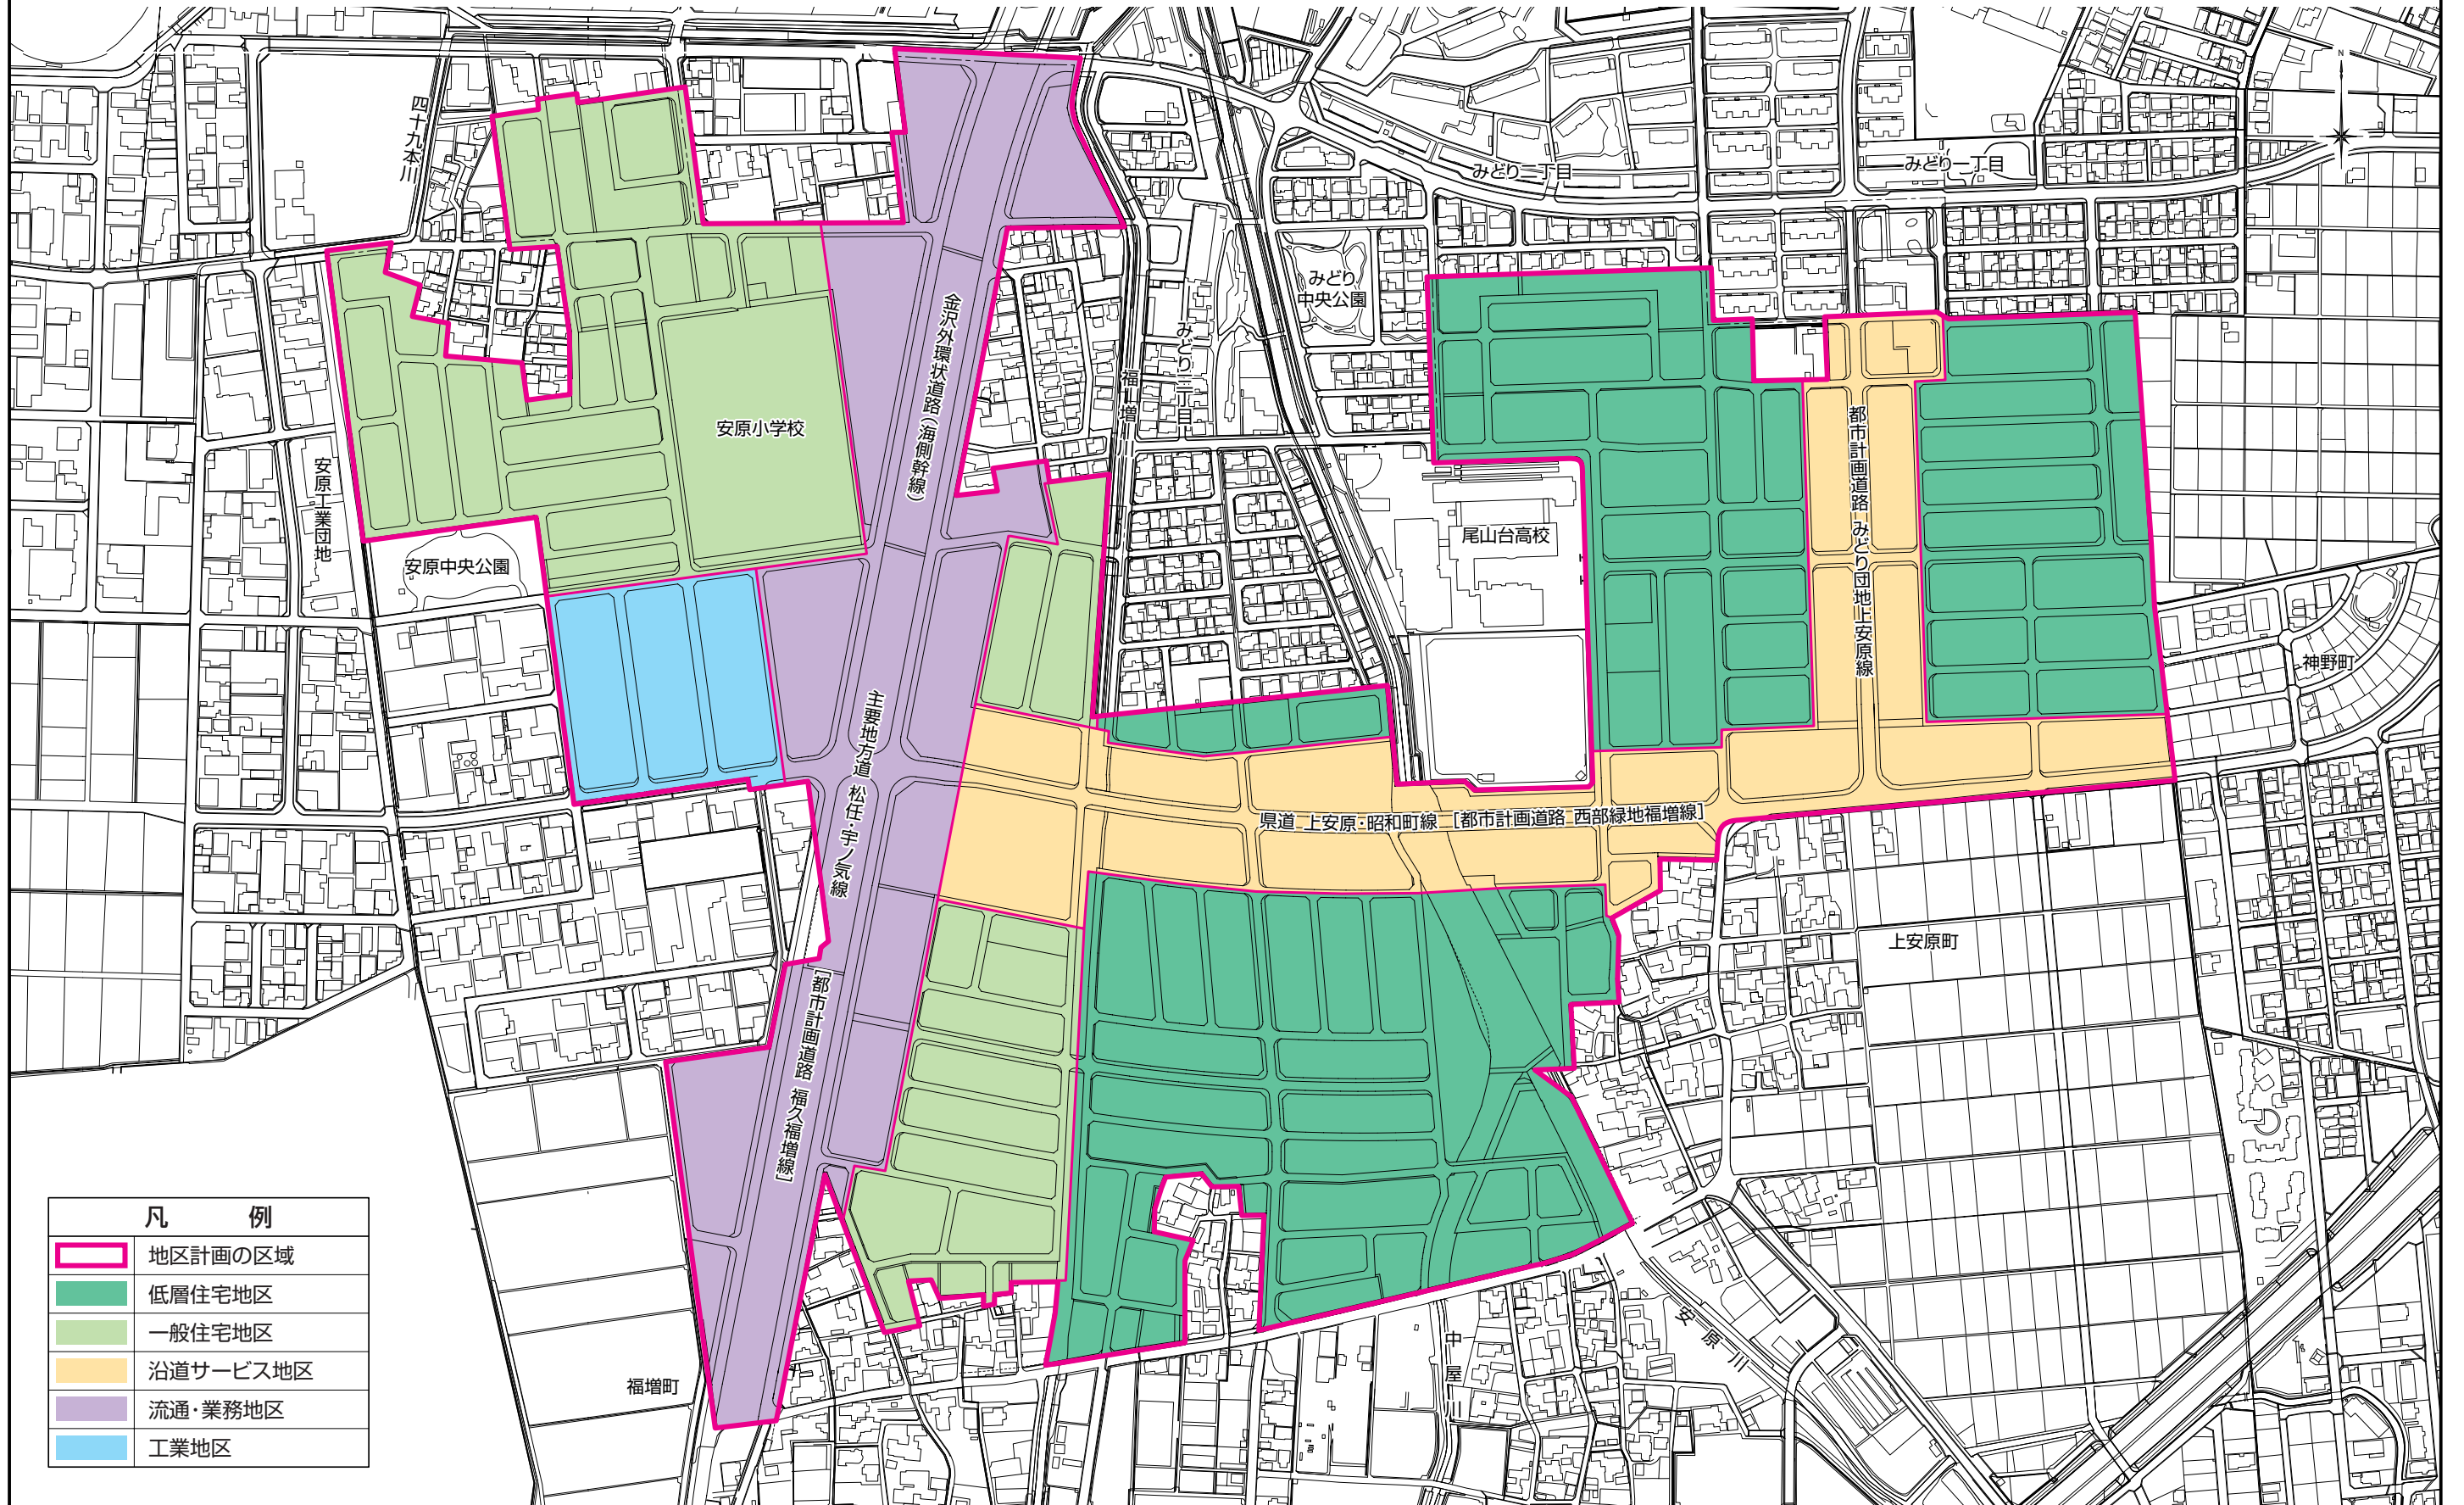 N
四十九本川
みどり二丁目
みどり一丁目
みどり
中央公園
金沢外環状道路(海側幹線)
みどり三丁目
福増川
安原小学校
都市計画道路 みどり団地上安原線
安原工業団地
尾山台高校
安原中央公園
神野町
主要地方道 松任・宇ノ気線
県道 上安原・昭和町線 [都市計画道路 西部緑地福増線]
上安原町
[都市計画道路 福久福増線]
福増町
中屋川
安原川
凡 例
地区計画の区域
低層住宅地区
一般住宅地区
沿道サービス地区
流通・業務地区
工業地区